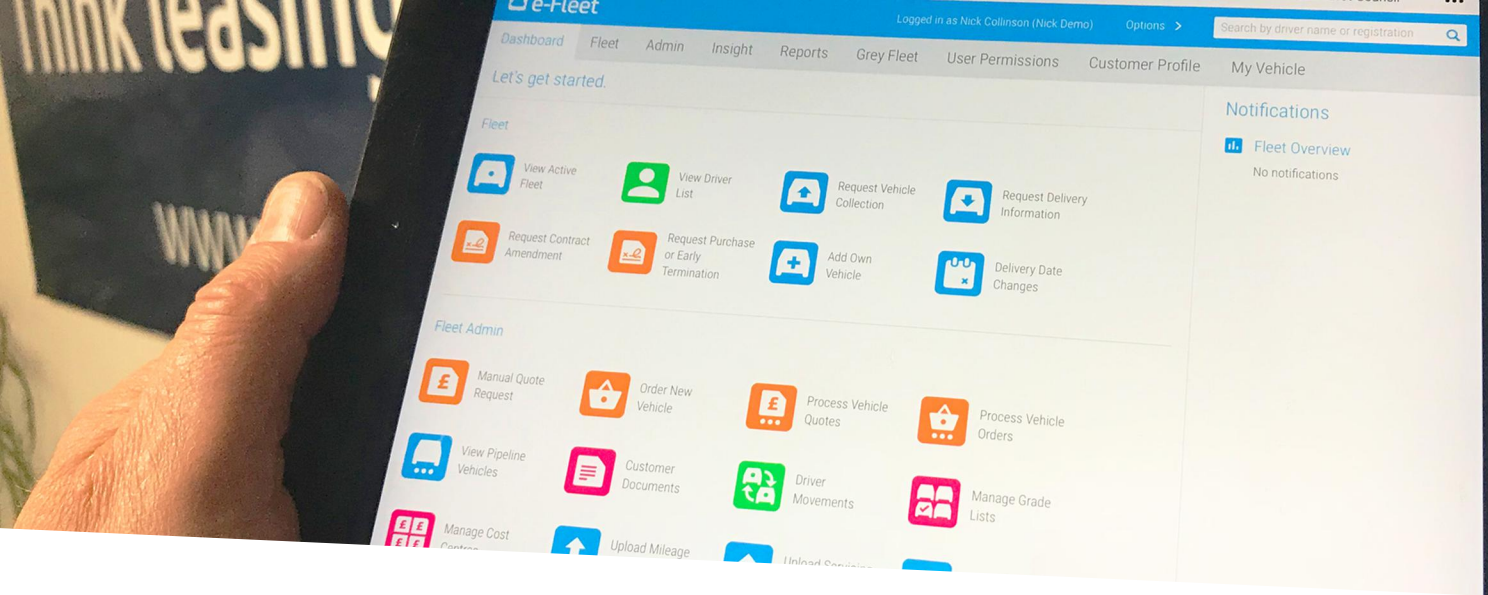 Think leasing
www
e-Fleet
Logged in as Nick Collinson (Nick Demo)
Options >
Search by driver name or registration
Dashboard
Fleet
Admin
Insight
Reports
Grey Fleet
User Permissions
Customer Profile
My Vehicle
Let's get started.
Notifications
Fleet Overview
No notifications
Fleet
View Active
Fleet
View Driver
List
Request Vehicle
Collection
Request Delivery
Information
Request Contract
Amendment
Request Purchase
or Early
Termination
Add Own
Vehicle
Delivery Date
Changes
Fleet Admin
£
Manual Quote
Request
Order New
Vehicle
£
Process Vehicle
Quotes
Process Vehicle
Orders
View Pipeline
Vehicles
Customer
Documents
Driver
Movements
Manage Grade
Lists
££
££
Manage Cost
Upload Mileage
Upload